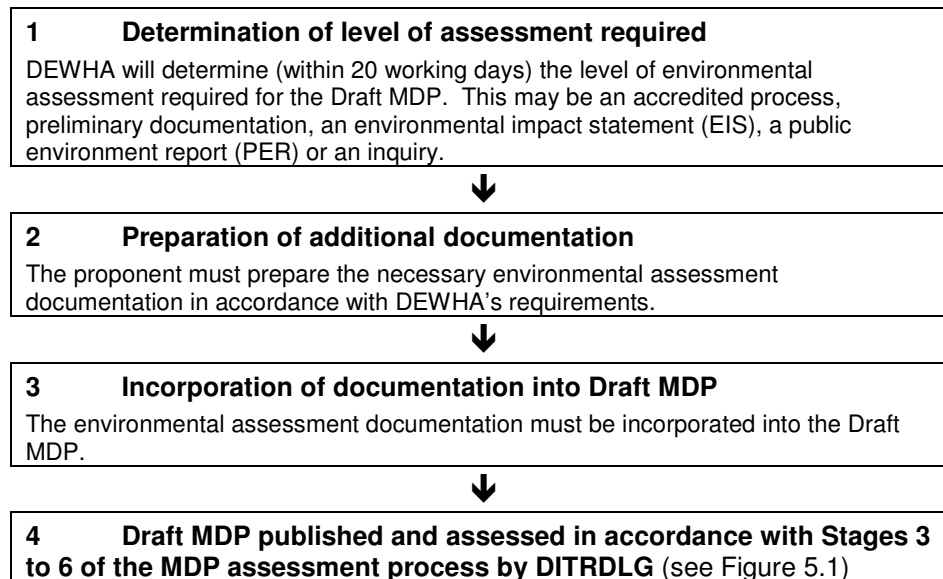 1 Determination of level of assessment required
DEWHA will determine (within 20 working days) the level of environmental
assessment required for the Draft MDP. This may be an accredited process,
preliminary documentation, an environmental impact statement (EIS), a public
environment report (PER) or an inquiry.
2 Preparation of additional documentation
The proponent must prepare the necessary environmental assessment
documentation in accordance with DEWHA's requirements.
3 Incorporation of documentation into Draft MDP
The environmental assessment documentation must be incorporated into the Draft
MDP.
4 Draft MDP published and assessed in accordance with Stages 3
to 6 of the MDP assessment process by DITRDLG (see Figure 5.1)